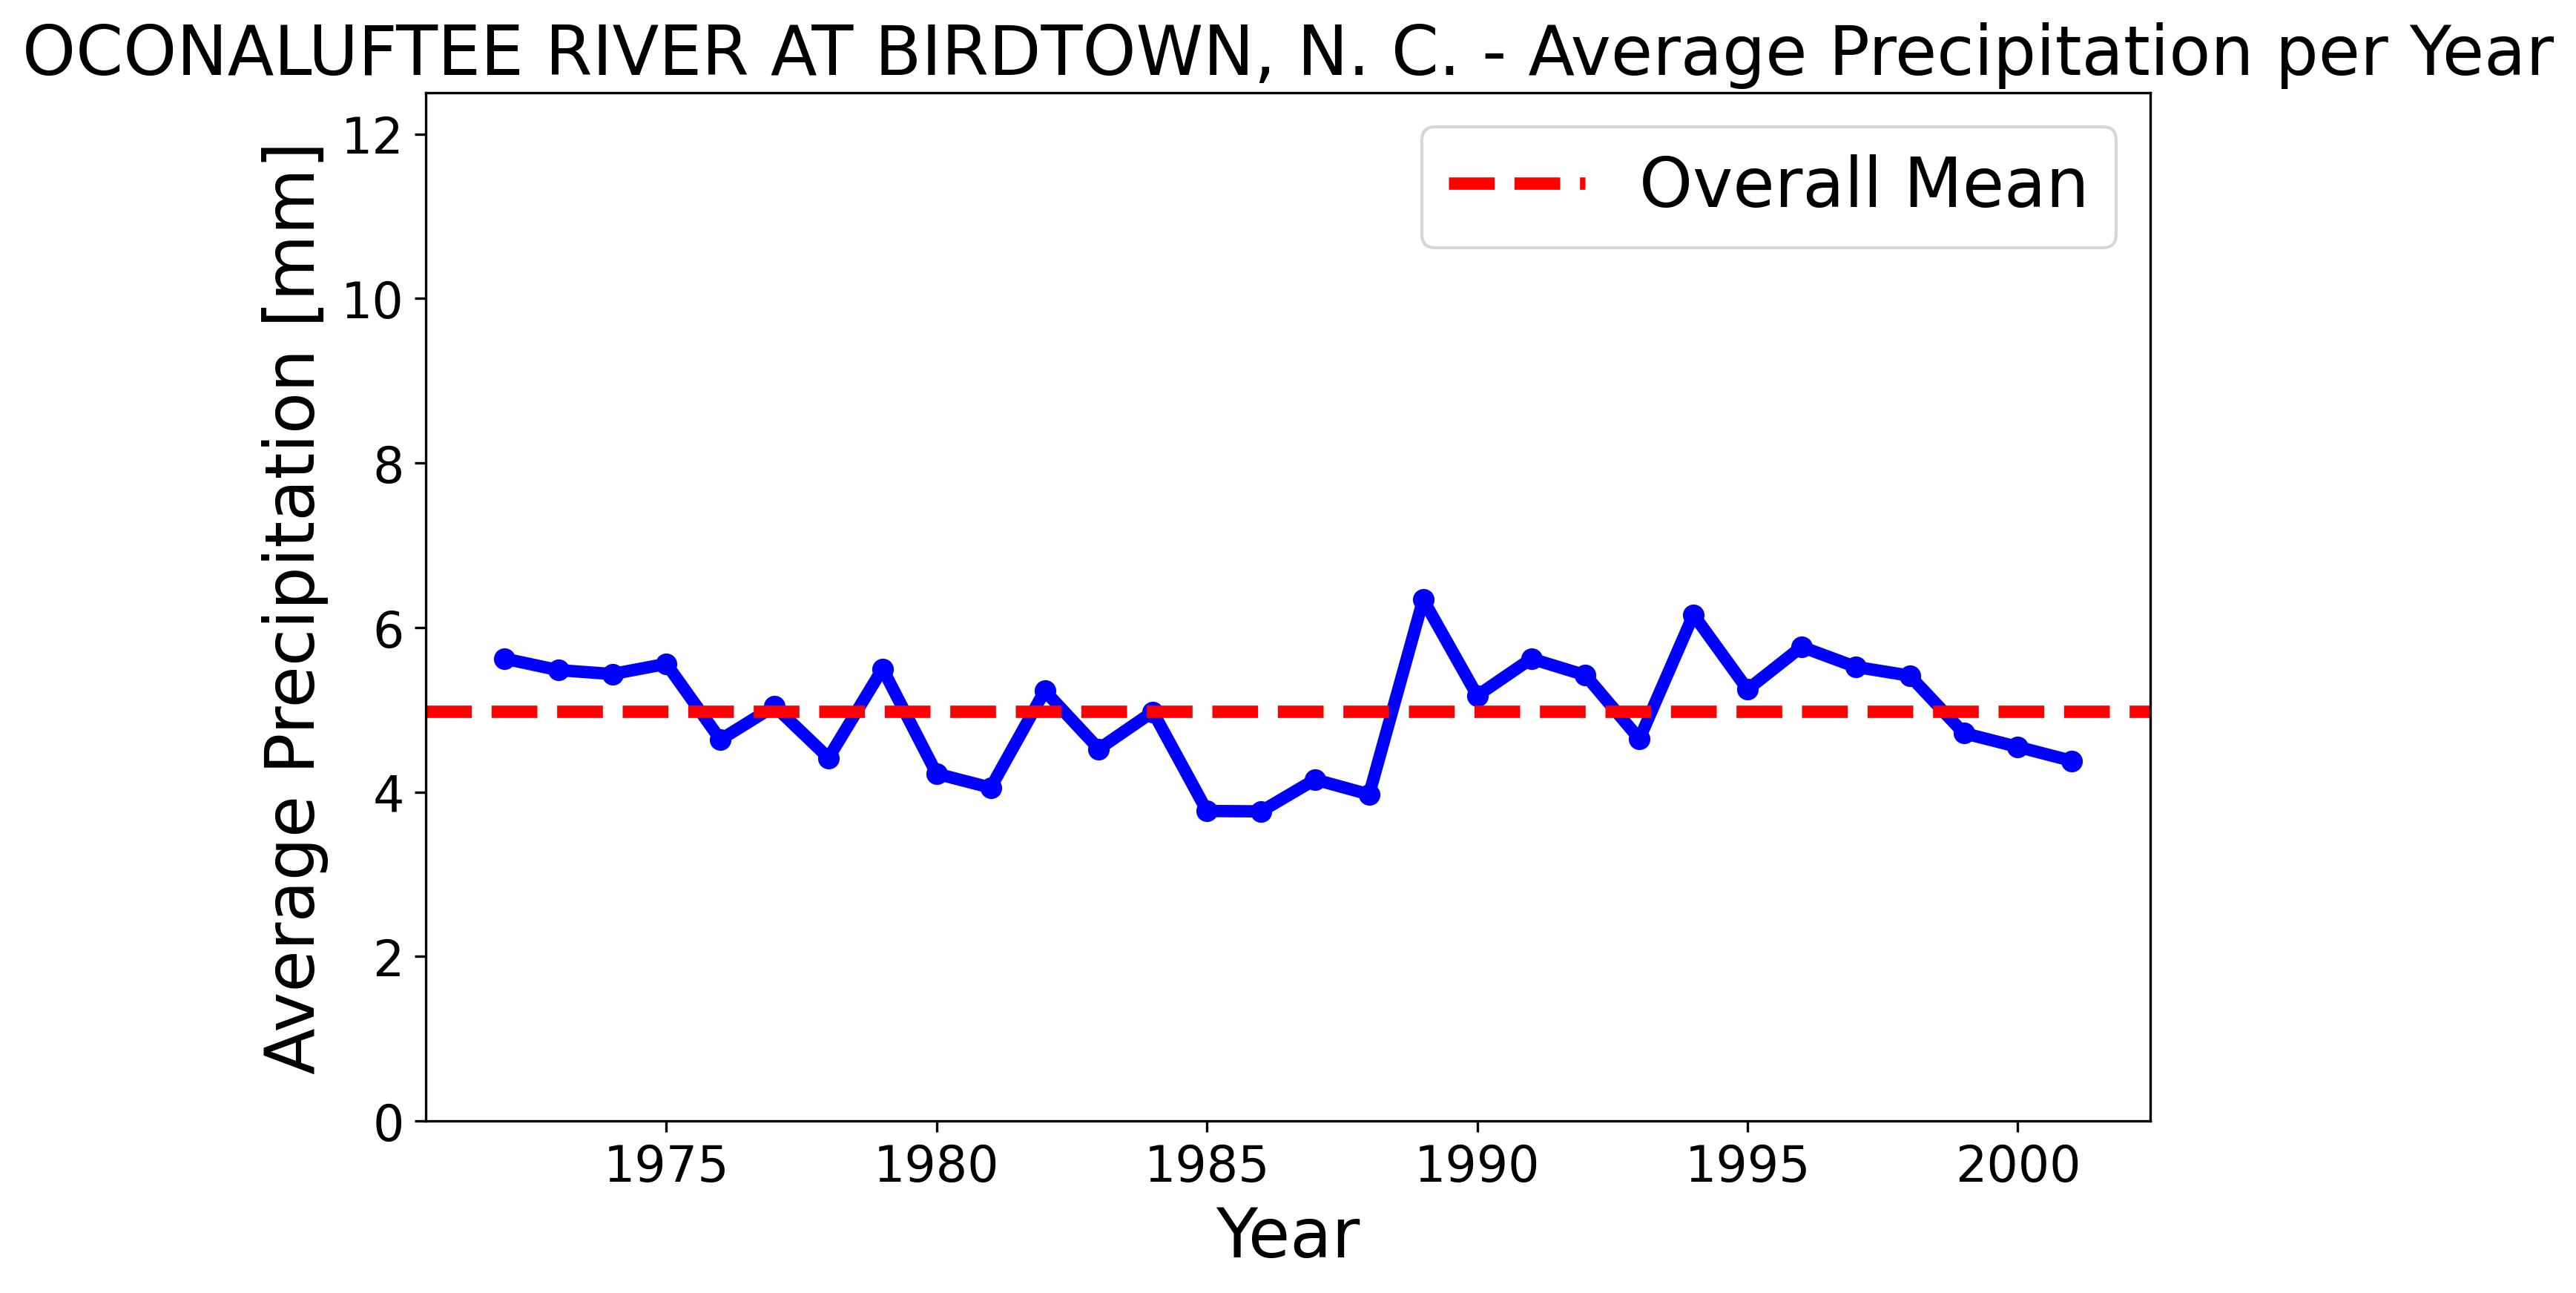 OCONALUFTEE RIVER AT BIRDTOWN, N. C. - Average Precipitation per Year
Average Precipitation [mm]
12
10
8
6
4
2
0
Overall Mean
1975 1980 1985 1990 1995 2000
Year